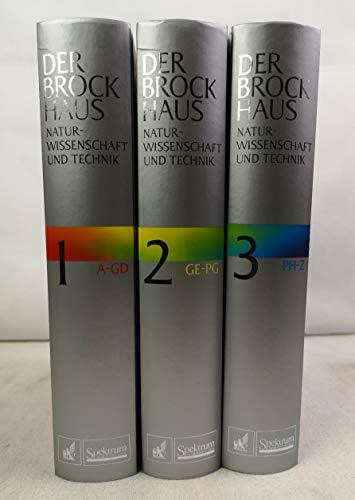 DER
BROCK
HAUS
NATUR-
WISSENSCHAFT
UND TECHNIK
1
A-GD
Spektrum
DER
BROCK
HAUS
NATUR-
WISSENSCHAFT
UND TECHNIK
2
GE-PG
Spektrum
DER
BROCK
HAUS
NATUR-
WISSENSCHAFT
UND TECHNIK
3
PH-Z
Spektrum